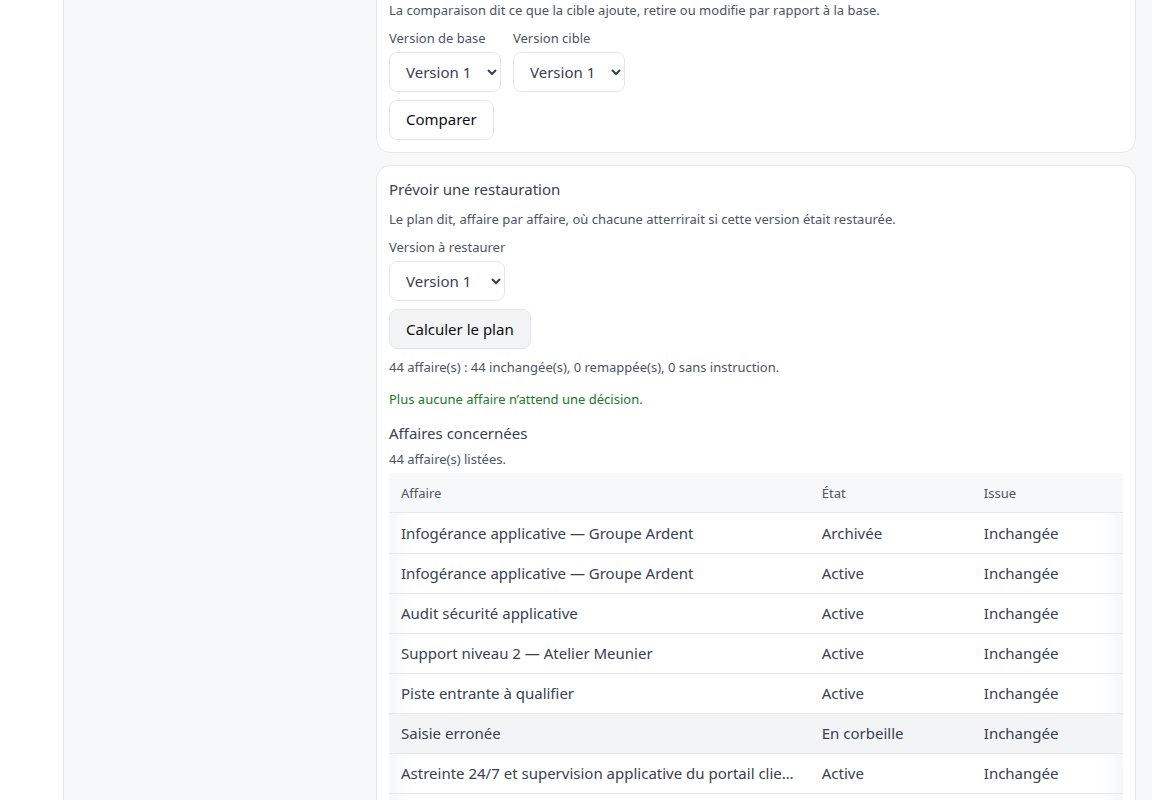 La comparaison dit ce que la cible ajoute, retire ou modifie par rapport à la base.
Version de base Version cible
Version 1 Version 1
Comparer
Prévoir une restauration
Le plan dit, affaire par affaire, où chacune atterrirait si cette version était restaurée.
Version à restaurer
Version 1
Calculer le plan
44 affaire(s) : 44 inchangée(s), 0 remappée(s), 0 sans instruction.
Plus aucune affaire n’attend une décision.
Affaires concernées
44 affaire(s) listées.
Affaire État Issue
Infogérance applicative — Groupe Ardent Archivée Inchangée
Infogérance applicative — Groupe Ardent Active Inchangée
Audit sécurité applicative Active Inchangée
Support niveau 2 — Atelier Meunier Active Inchangée
Piste entrante à qualifier Active Inchangée
Saisie erronée En corbeille Inchangée
Astreinte 24/7 et supervision applicative du portail clie… Active Inchangée